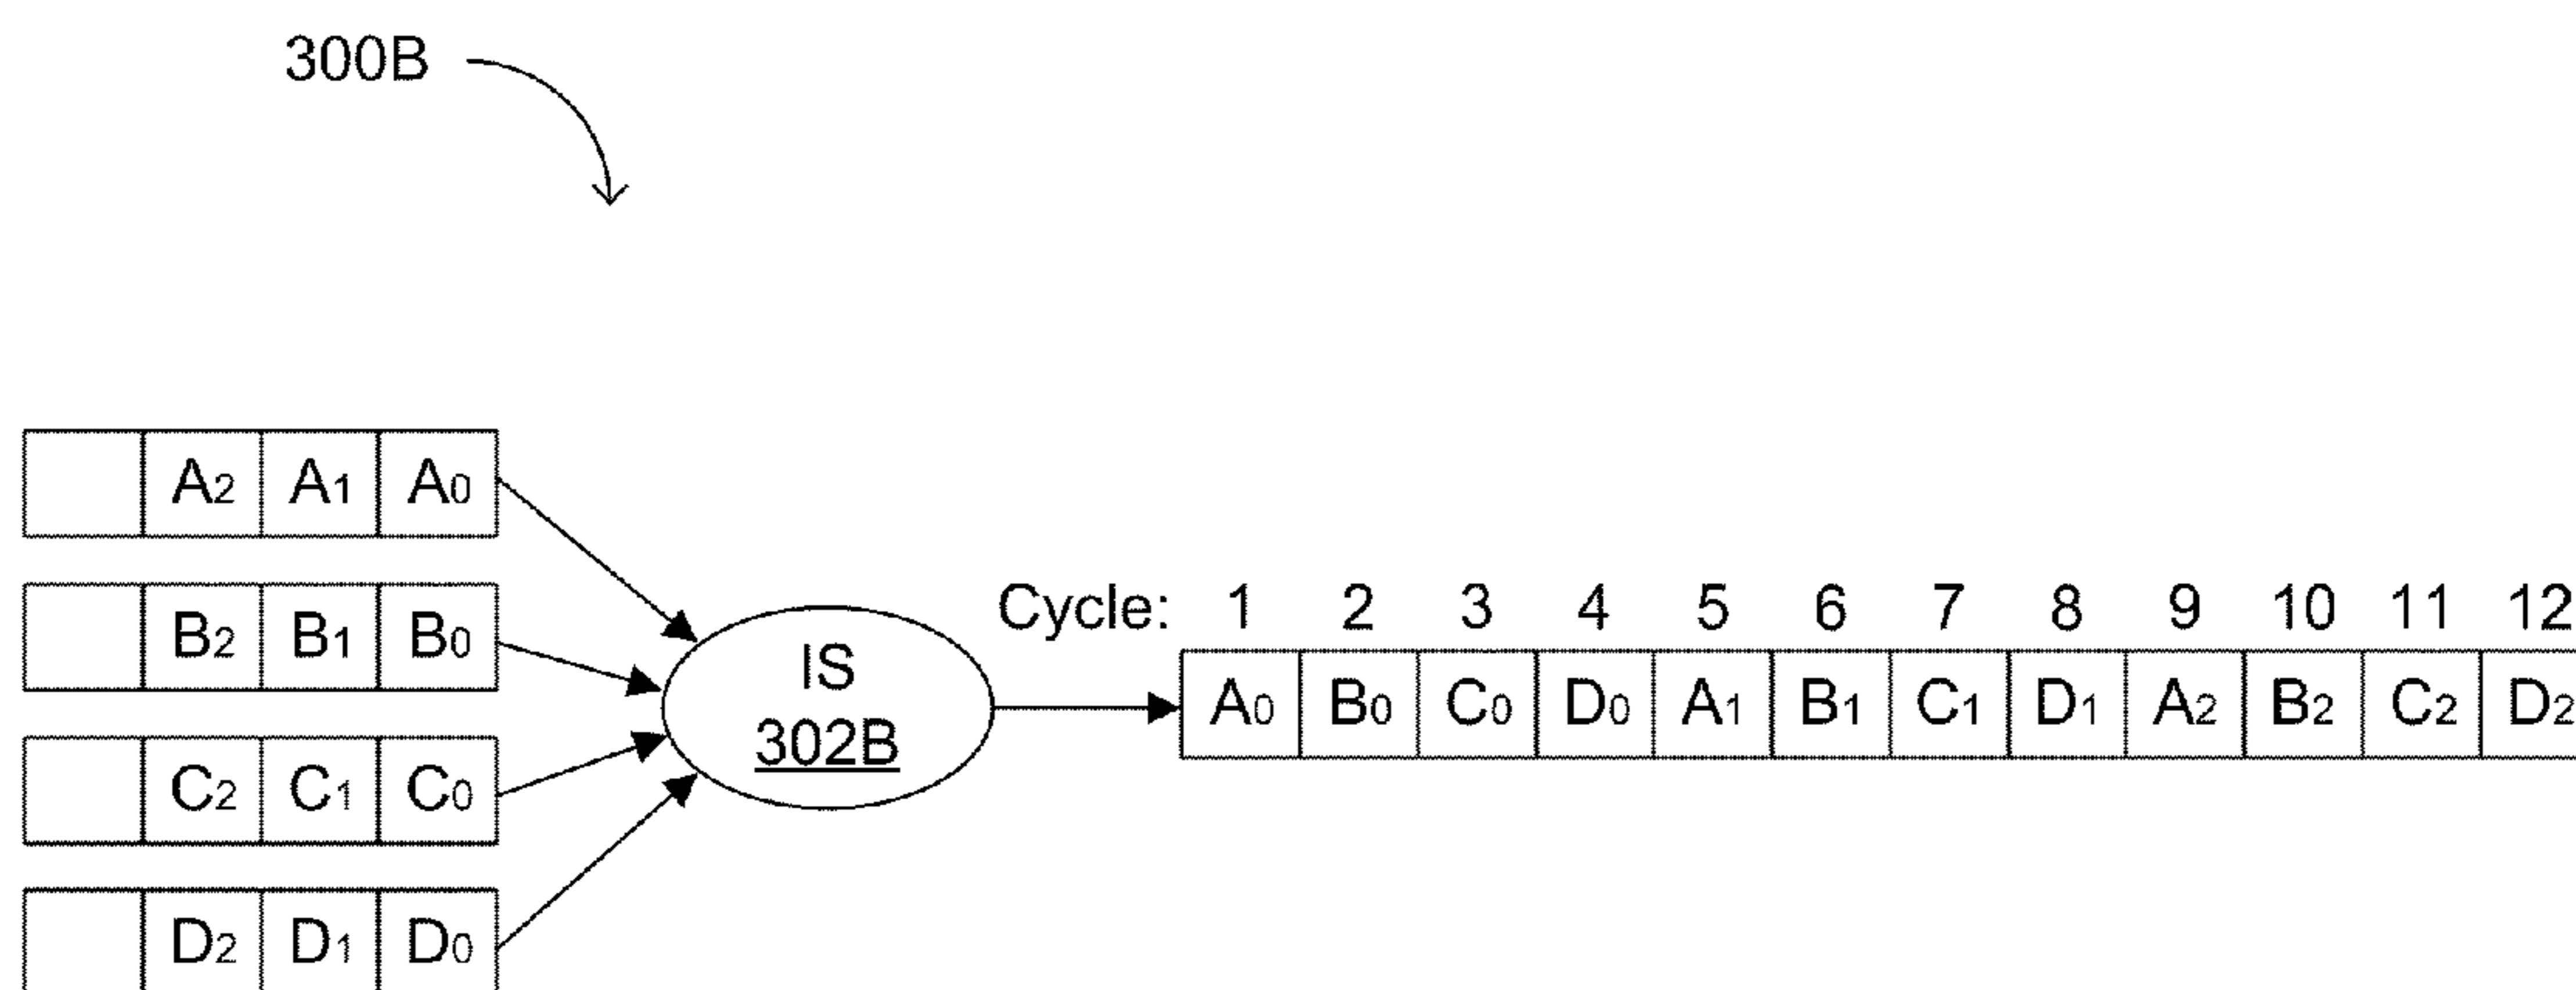 300B
A2 A1 A0
B2 B1 B0
C2 C1 C0
D2 D1 D0
IS
302B
Cycle: 1 2 3 4 5 6 7 8 9 10 11 12
A0 B0 C0 D0 A1 B1 C1 D1 A2 B2 C2 D2